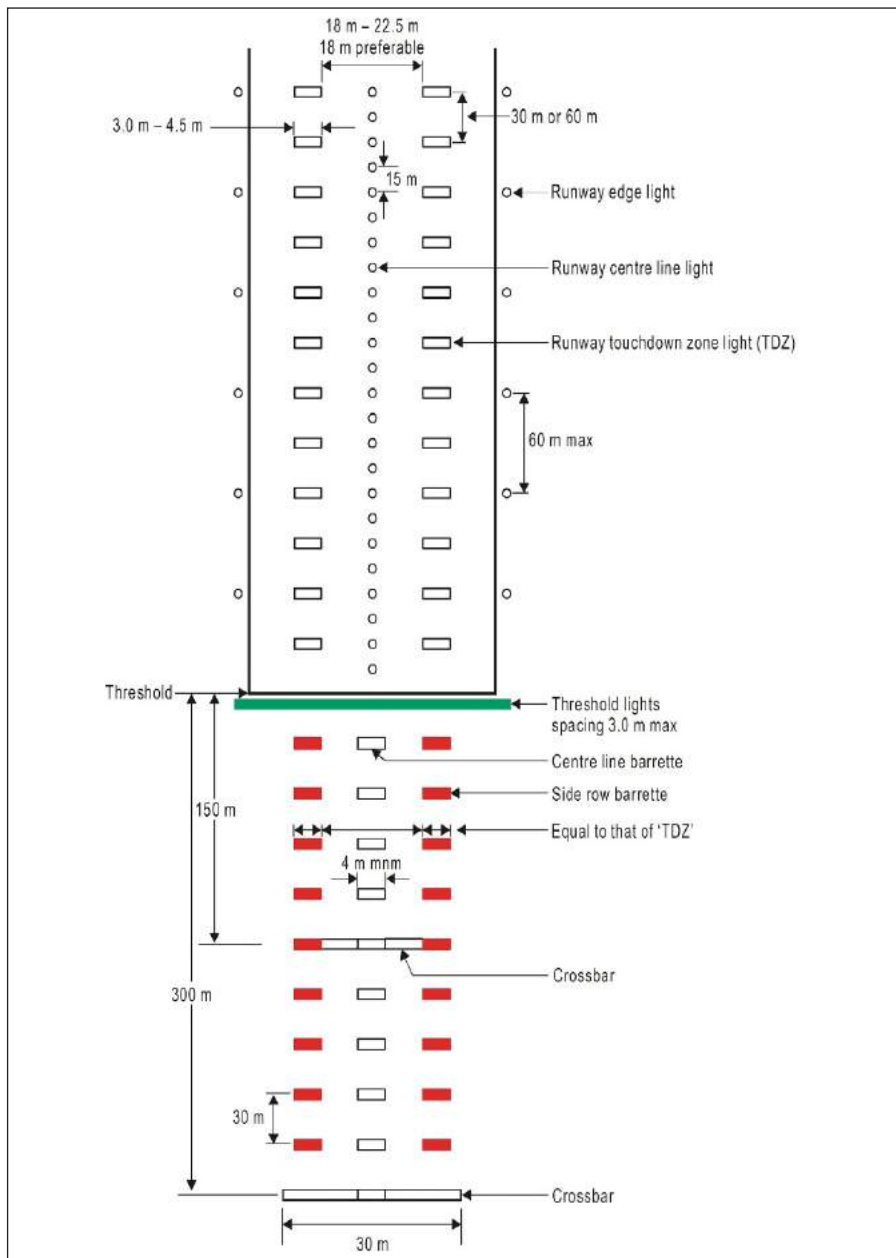 18 m – 22.5 m
18 m preferable
3.0 m – 4.5 m
30 m or 60 m
15 m
Runway edge light
Runway centre line light
Runway touchdown zone light (TDZ)
60 m max
Threshold
Threshold lights
spacing 3.0 m max
Centre line barrette
Side row barrette
150 m
Equal to that of ‘TDZ’
4 m mnm
Crossbar
300 m
30 m
Crossbar
30 m